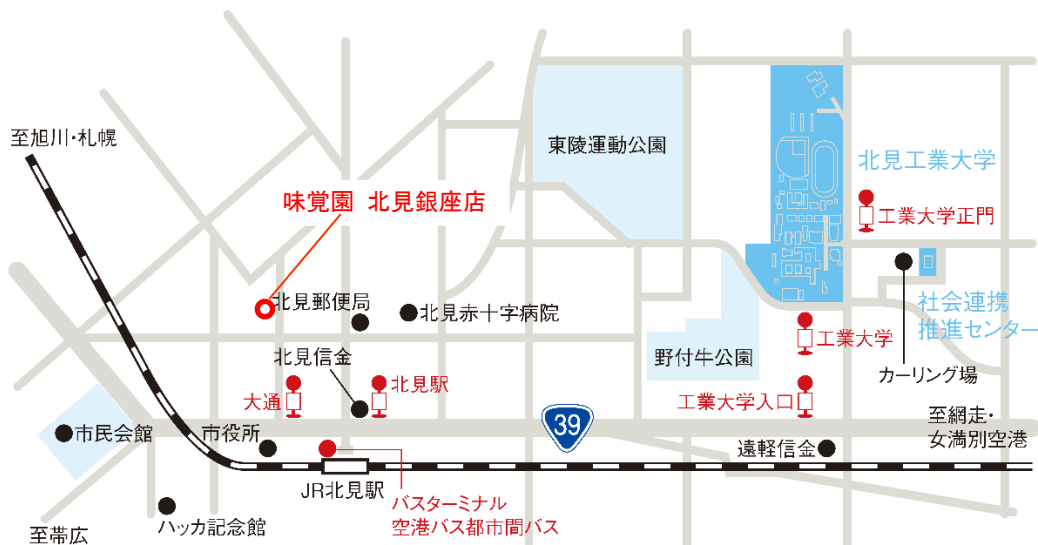 東陵運動公園
至旭川・札幌
北見工業大学
味覚園 北見銀座店
工業大学正門
北見郵便局
北見赤十字病院
社会連携
推進センター
工業大学
北見信金
野付牛公園
カーリング場
北見駅
大通
工業大学入口
39
至網走・
女満別空港
市民会館
市役所
遠軽信金
JR北見駅
バスターミナル
空港バス都市間バス
ハッカ記念館
至帯広